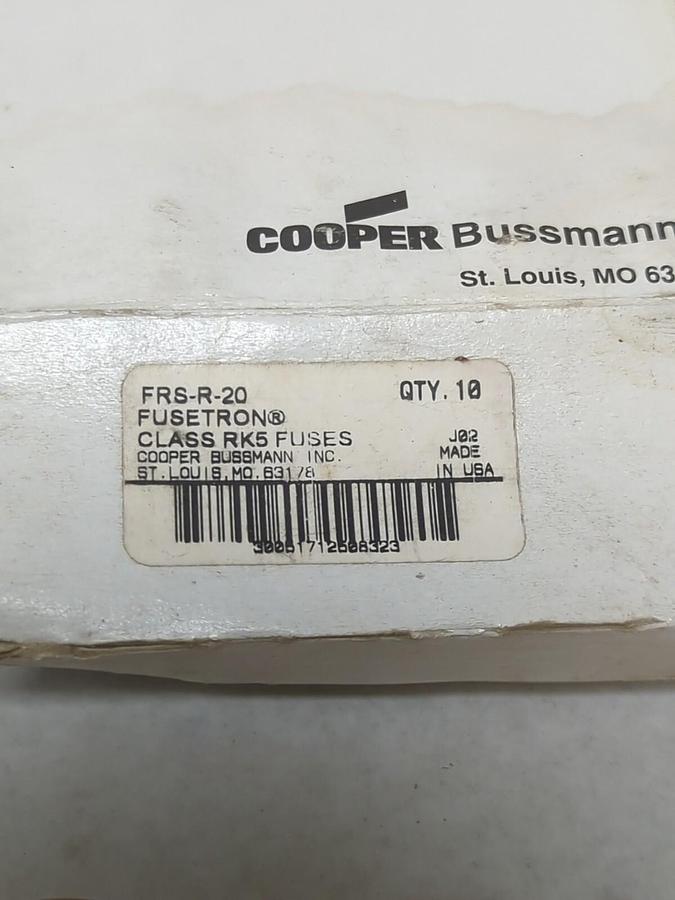 COOPER Bussmann
St. Louis, MO 63
FRS-R-20 QTY. 10
FUSETRON®
CLASS RK5 FUSES J02
COOPER BUSSMANN INC. MADE
ST. LOUIS, MO. 63178 IN USA
30051712508323